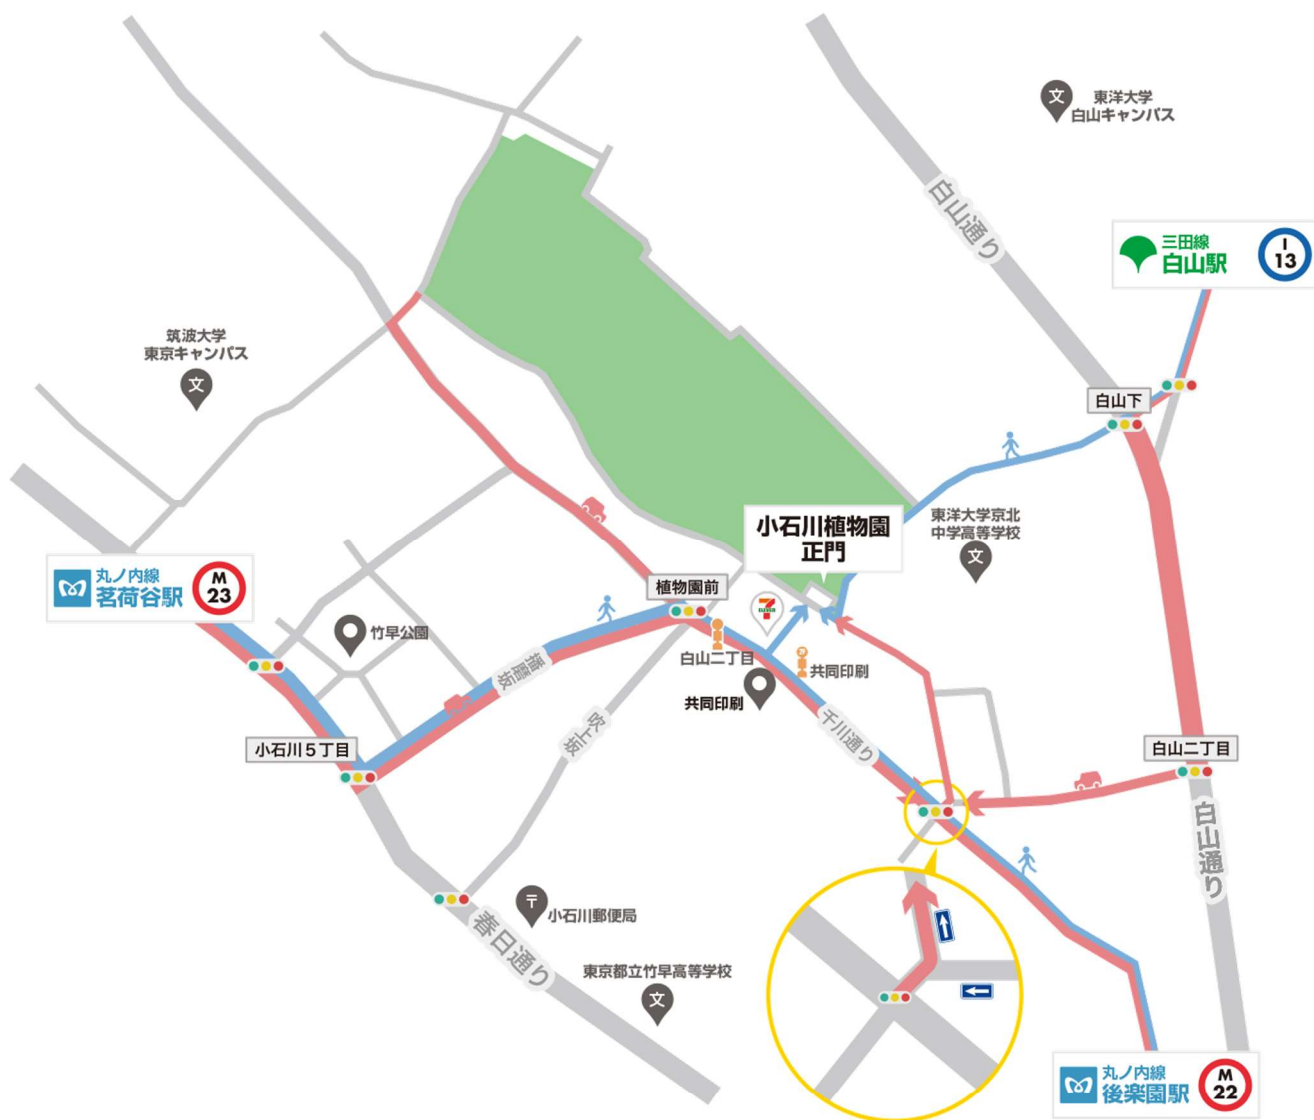 東洋大学
白山キャンパス
白山通り
三田線
白山駅
I
13
筑波大学
東京キャンパス
文
文
白山下
小石川植物園
正門
東洋大学京北
中学高等学校
文
丸ノ内線
茗荷谷駅
M
23
植物園前
7
ELEVEN
竹早公園
白山二丁目
共同印刷
共同印刷
播磨坂
吹上坂
千川通り
小石川5丁目
白山二丁目
白山通り
〒
小石川郵便局
春日通り
東京都立竹早高等学校
文
丸ノ内線
後楽園駅
M
22